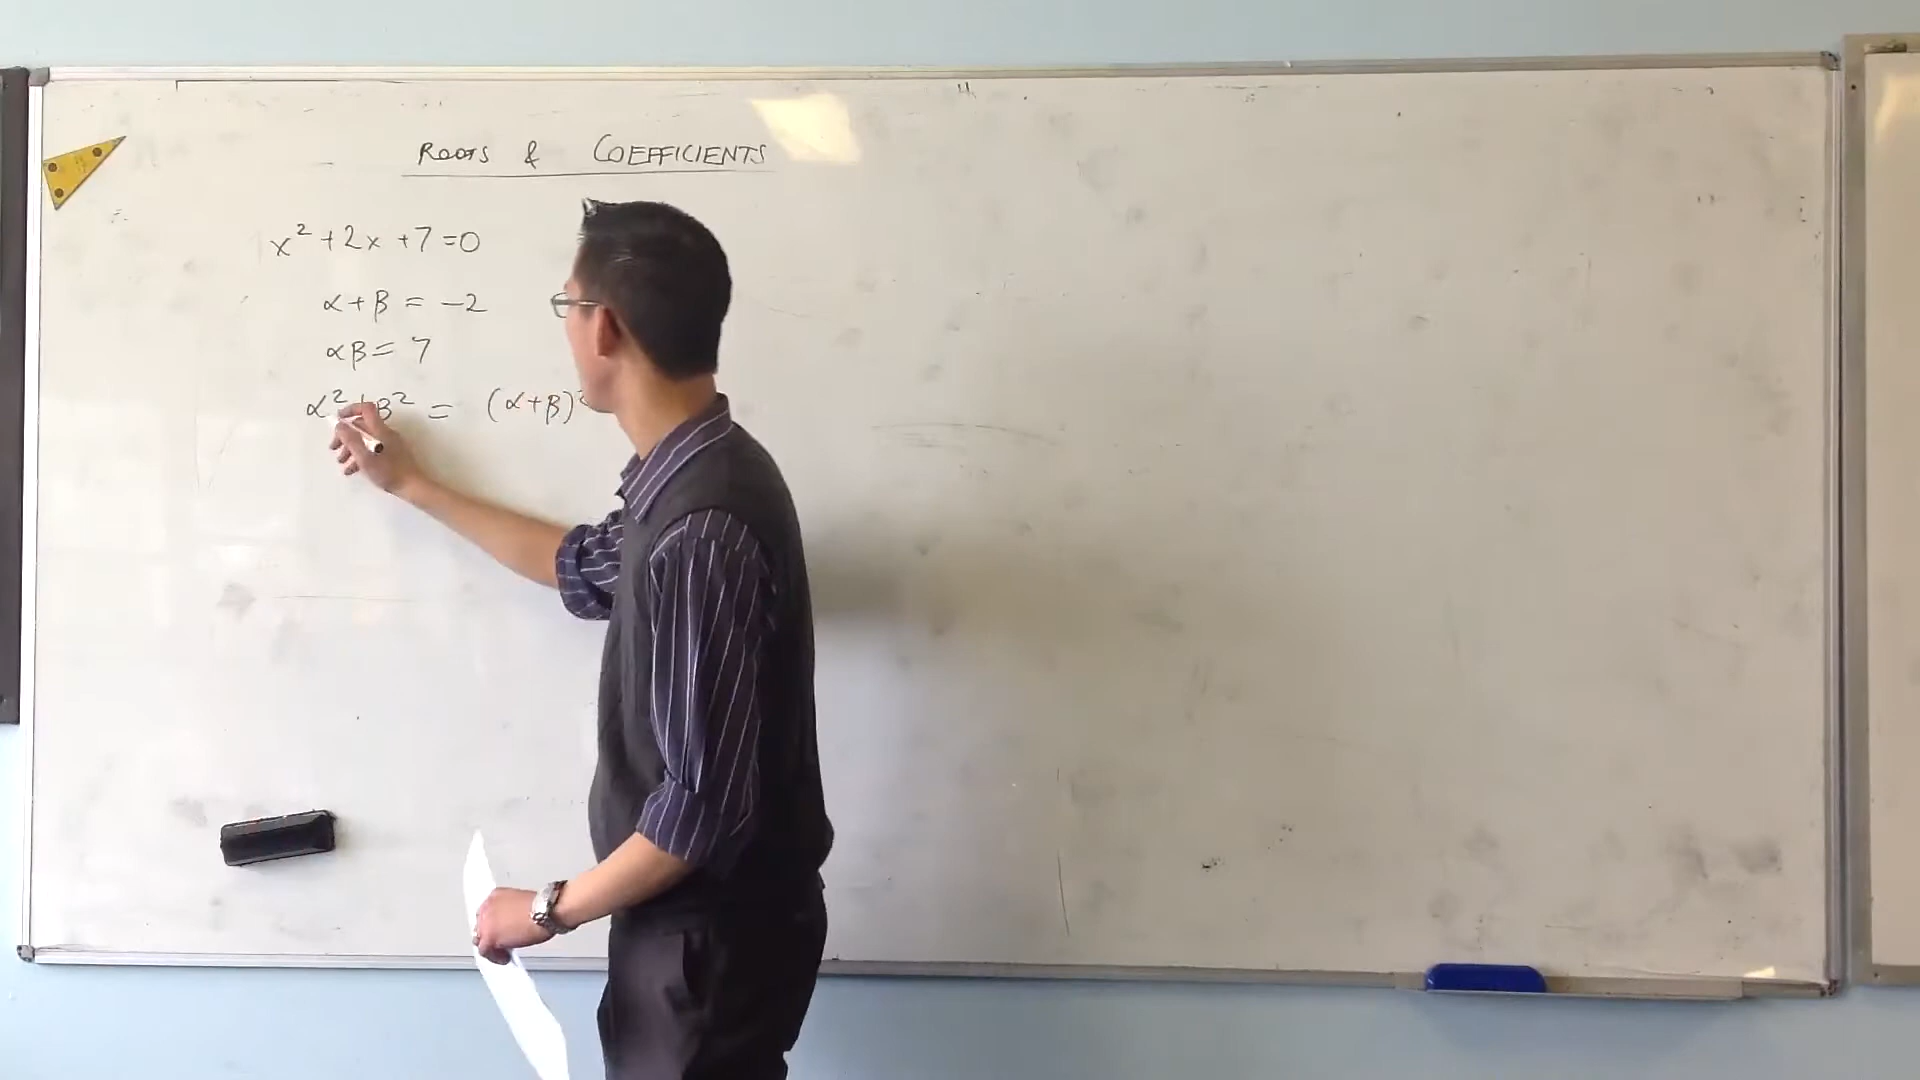 ROOTS & COEFFICIENTS
x² + 2x + 7 = 0
α + β = -2
αβ = 7
α² + β² = (α+β)²